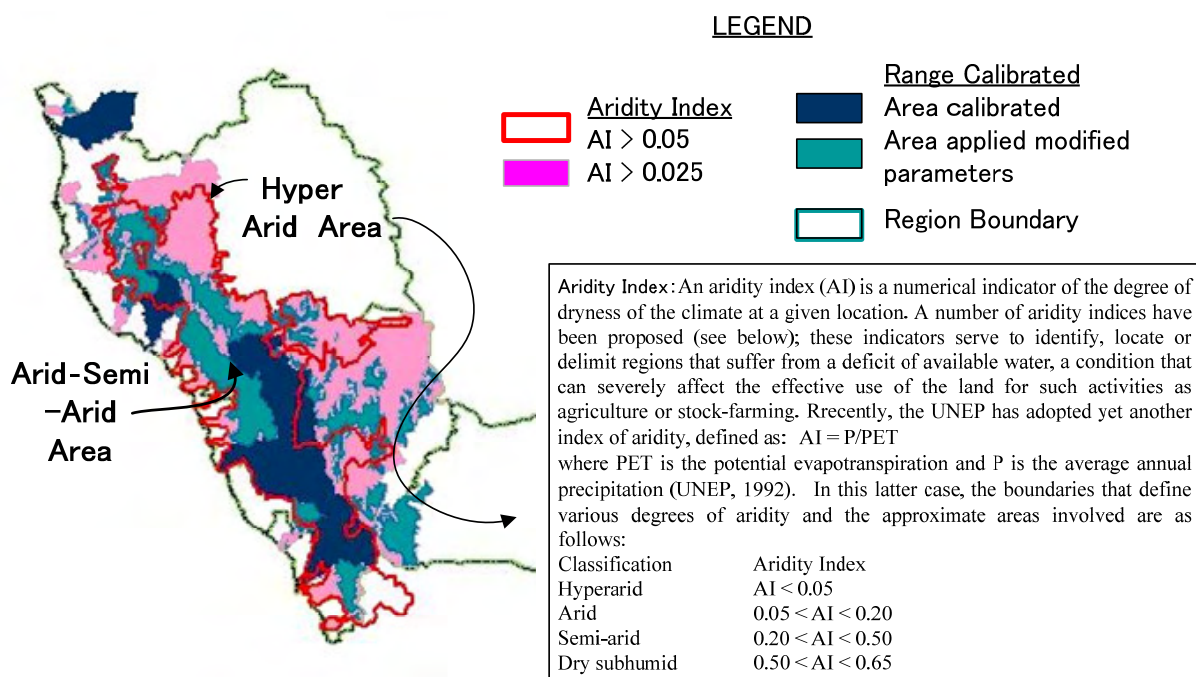 LEGEND
Aridity Index
AI > 0.05
AI > 0.025
Range Calibrated
Area calibrated
Area applied modified
parameters
Region Boundary
Hyper
Arid Area
Arid-Semi
-Arid
Area
Aridity Index: An aridity index (AI) is a numerical indicator of the degree of
dryness of the climate at a given location. A number of aridity indices have
been proposed (see below); these indicators serve to identify, locate or
delimit regions that suffer from a deficit of available water, a condition that
can severely affect the effective use of the land for such activities as
agriculture or stock-farming. Rrecently, the UNEP has adopted yet another
index of aridity, defined as: AI = P/PET
where PET is the potential evapotranspiration and P is the average annual
precipitation (UNEP, 1992). In this latter case, the boundaries that define
various degrees of aridity and the approximate areas involved are as
follows:
Classification Aridity Index
Hyperarid AI < 0.05
Arid 0.05 < AI < 0.20
Semi-arid 0.20 < AI < 0.50
Dry subhumid 0.50 < AI < 0.65